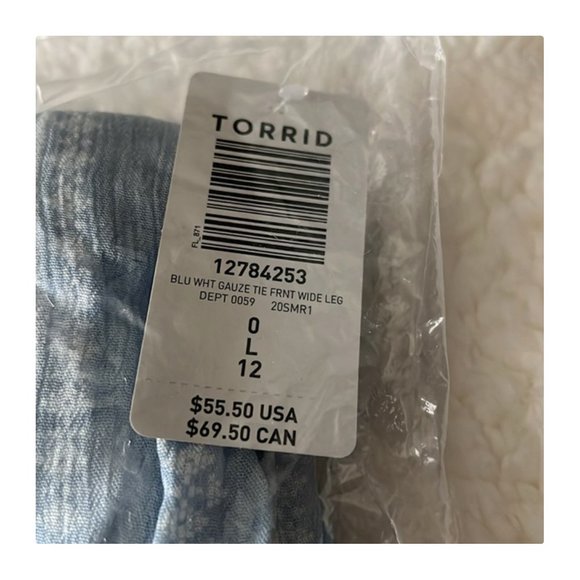 TORRID
FL_871
12784253
BLU WHT GAUZE TIE FRNT WIDE LEG
DEPT 0059 20SMR1
0
L
12
$55.50 USA
$69.50 CAN